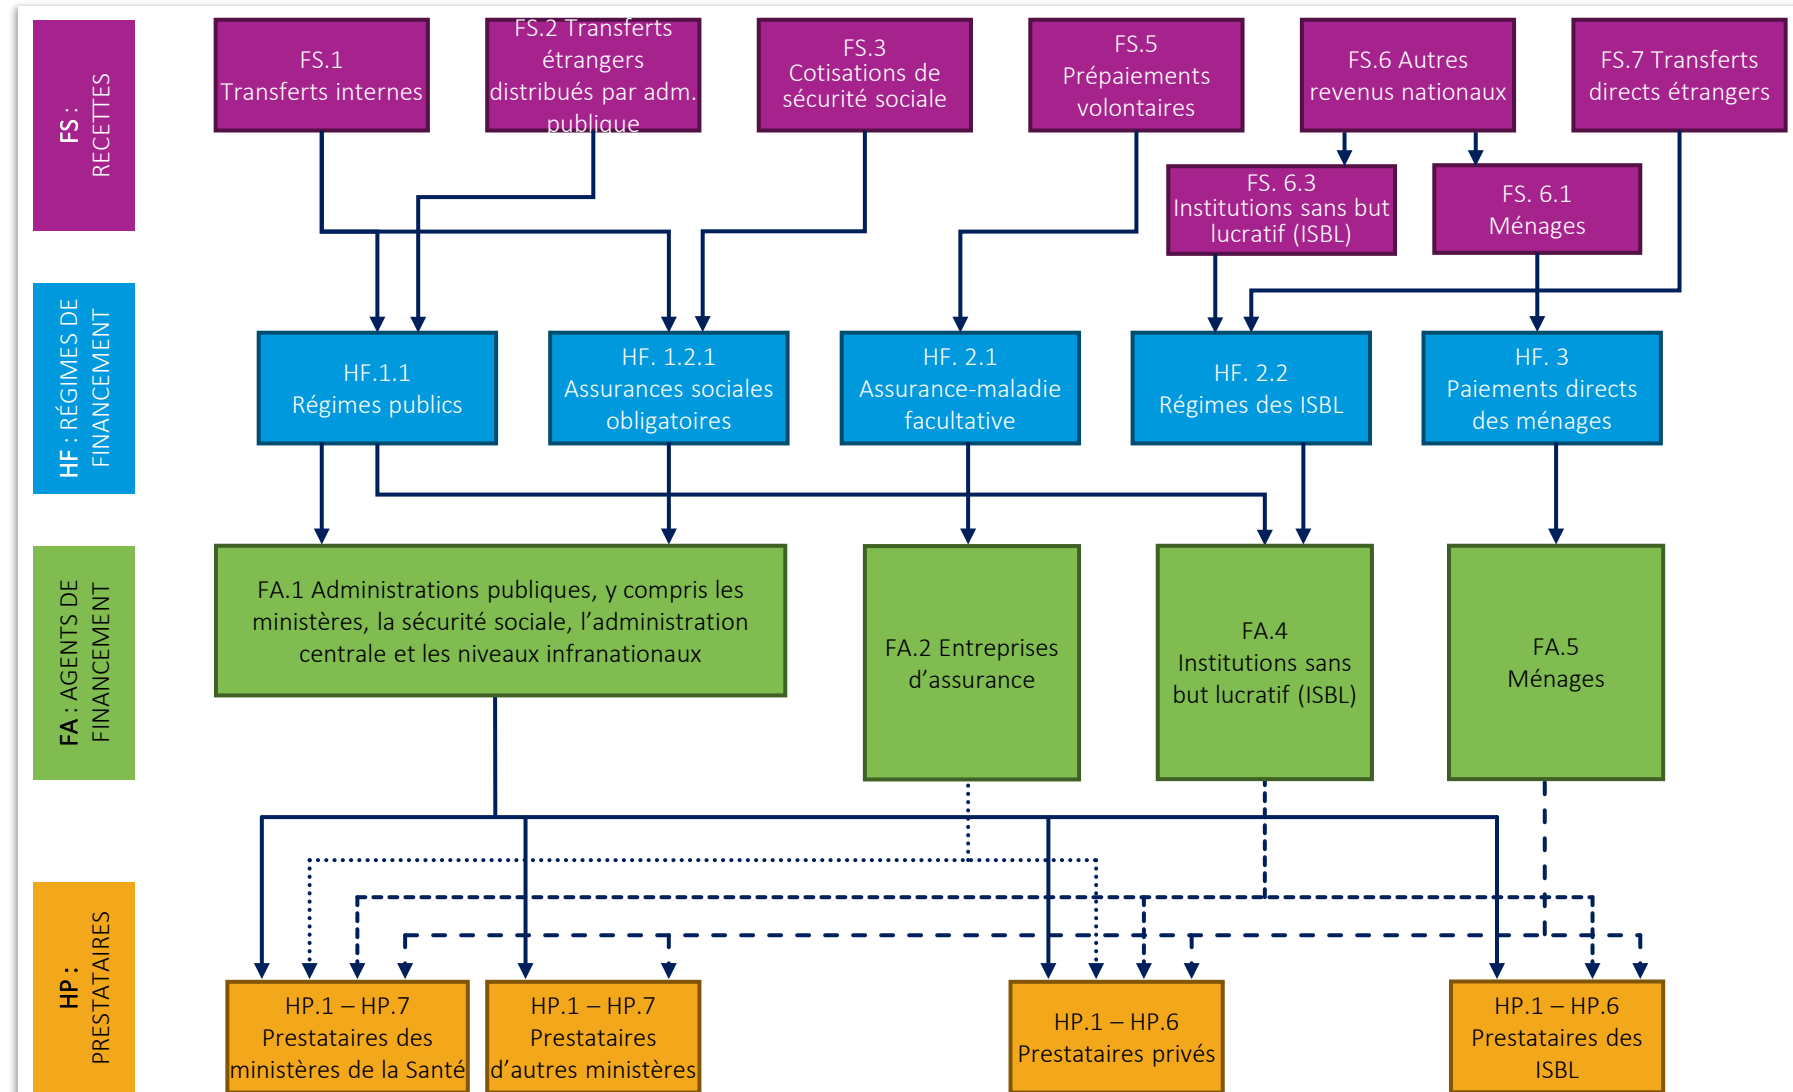 FS :
RECETTES
FS.1
Transferts internes
FS.2 Transferts
étrangers
distribués par adm.
publique
FS.3
Cotisations de
sécurité sociale
FS.5
Prépaiements
volontaires
FS.6 Autres
revenus nationaux
FS.7 Transferts
directs étrangers
FS. 6.3
Institutions sans but
lucratif (ISBL)
FS. 6.1
Ménages
HF : RÉGIMES DE
FINANCEMENT
HF.1.1
Régimes publics
HF. 1.2.1
Assurances sociales
obligatoires
HF. 2.1
Assurance-maladie
facultative
HF. 2.2
Régimes des ISBL
HF. 3
Paiements directs
des ménages
FA : AGENTS DE
FINANCEMENT
FA.1 Administrations publiques, y compris les
ministères, la sécurité sociale, l’administration
centrale et les niveaux infranationaux
FA.2 Entreprises
d’assurance
FA.4
Institutions sans
but lucratif (ISBL)
FA.5
Ménages
HP :
PRESTATAIRES
HP.1 – HP.7
Prestataires des
ministères de la Santé
HP.1 – HP.7
Prestataires
d’autres ministères
HP.1 – HP.6
Prestataires privés
HP.1 – HP.6
Prestataires des
ISBL